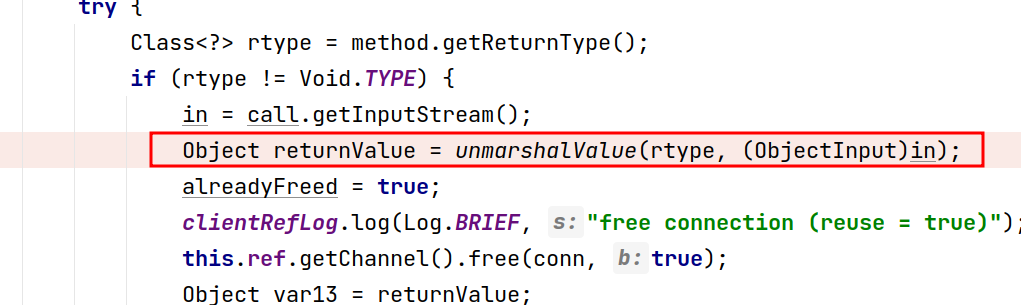 try {
Class<?> rtype = method.getReturnType();
if (rtype != Void.TYPE) {
in = call.getInputStream();
Object returnValue = unmarshalValue(rtype, (ObjectInput)in);
alreadyFreed = true;
clientRefLog.log(Log.BRIEF, s: "free connection (reuse = true)");
this.ref.getChannel().free(conn, b: true);
Object var13 = returnValue;